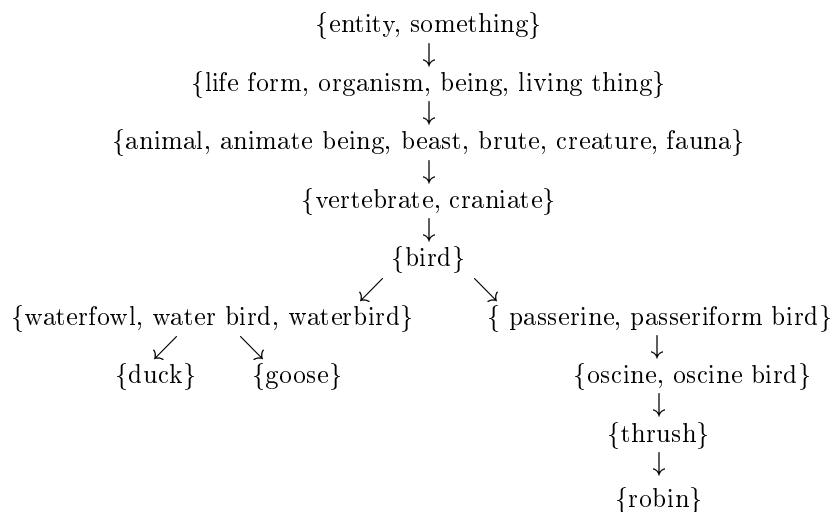 {entity, something}
{life form, organism, being, living thing}
{animal, animate being, beast, brute, creature, fauna}
{vertebrate, craniate}
{bird}
{waterfowl, water bird, waterbird} { passerine, passeriform bird}
{duck} {goose} {oscine, oscine bird}
{thrush}
{robin}